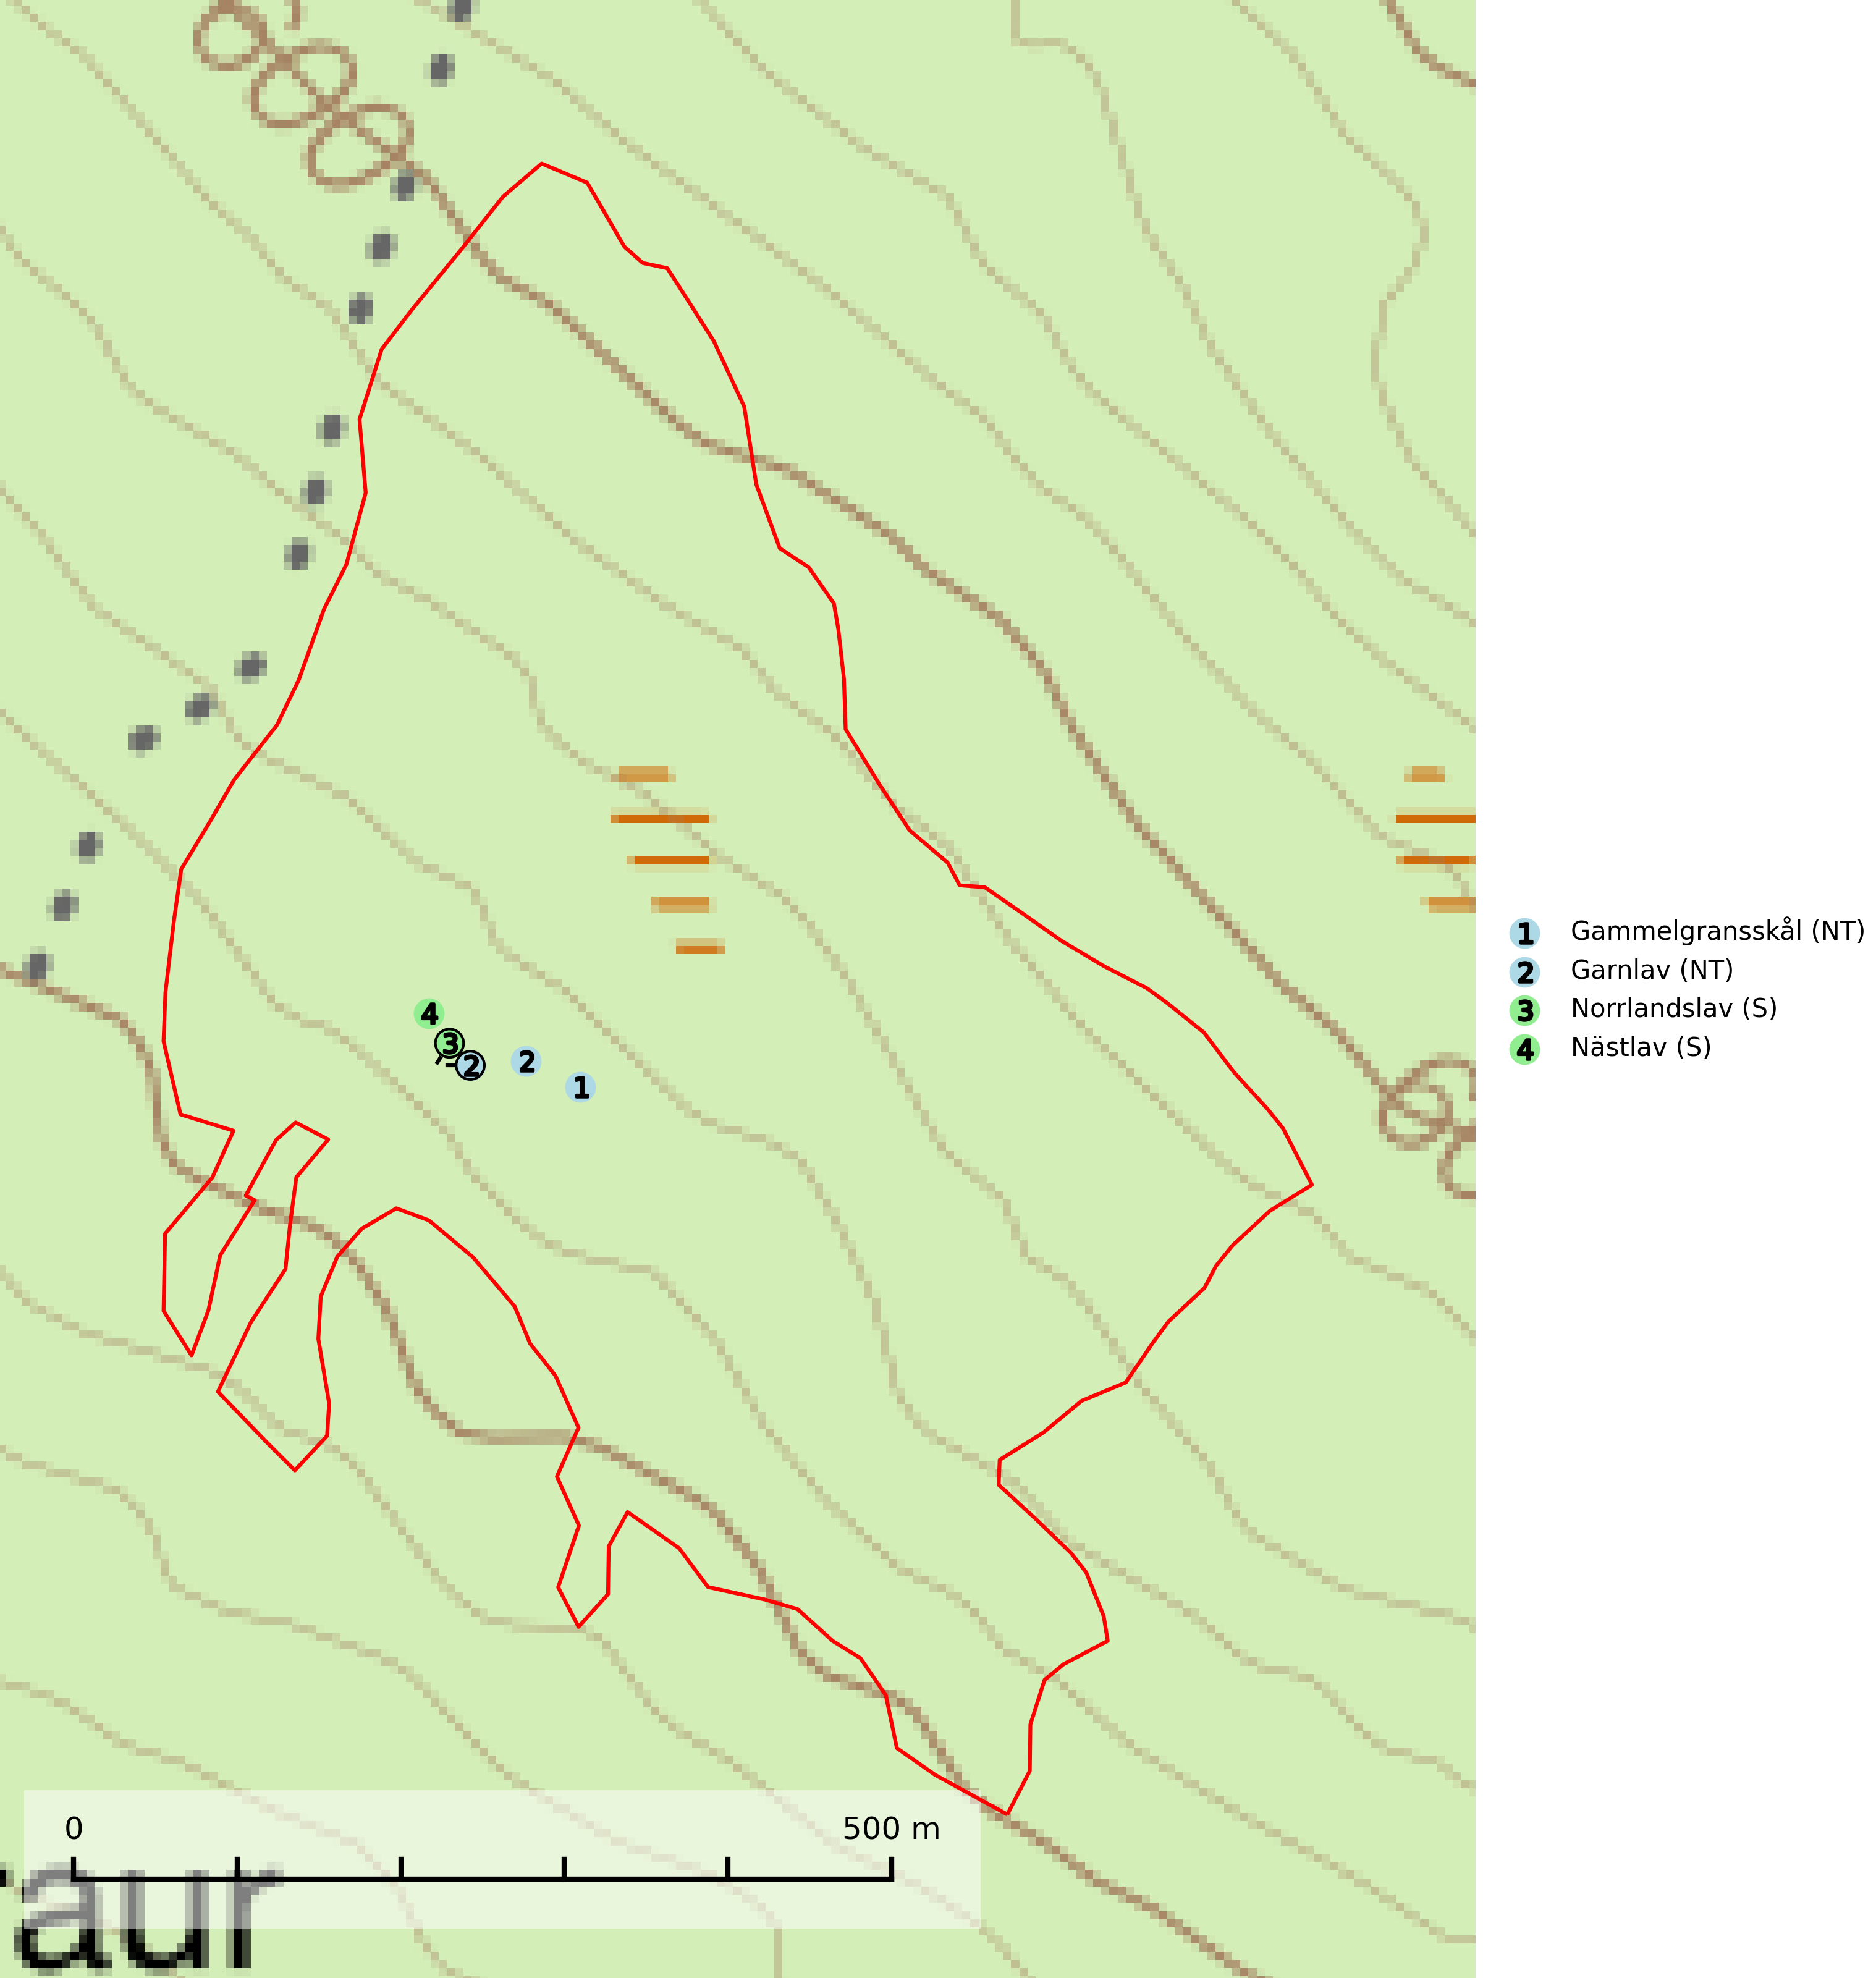 4
3
2
2
1
1 Gammelgransskål (NT)
2 Garnlav (NT)
3 Norrlandslav (S)
4 Nästlav (S)
0 500 m
aur